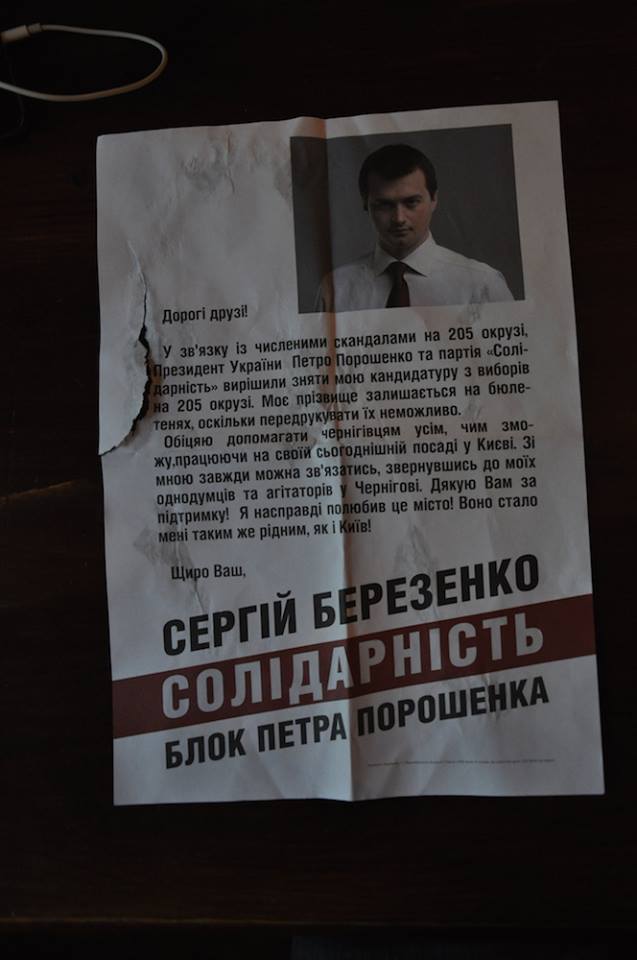 Дорогі друзі!
У зв'язку із численими скандалами на 205 окрузі,
Президент України Петро Порошенко та партія «Солі-
дарність» вирішили зняти мою кандидатуру з виборів
на 205 окрузі. Моє прізвище залишається на бюле-
тенях, оскільки передрукувати їх неможливо.
Обіцяю допомагати чернігівцям усім, чим змо-
жу,працюючи на своїй сьогоднішній посаді у Києві. Зі
мною завжди можна зв'язатись, звернувшись до моїх
однодумців та агітаторів у Чернігові. Дякую Вам за
підтримку! Я насправді полюбив це місто! Воно стало
мені таким же рідним, як і Київ!
Щиро Ваш,
СЕРГІЙ БЕРЕЗЕНКО
СОЛІДАРНІСТЬ
БЛОК ПЕТРА ПОРОШЕНКА